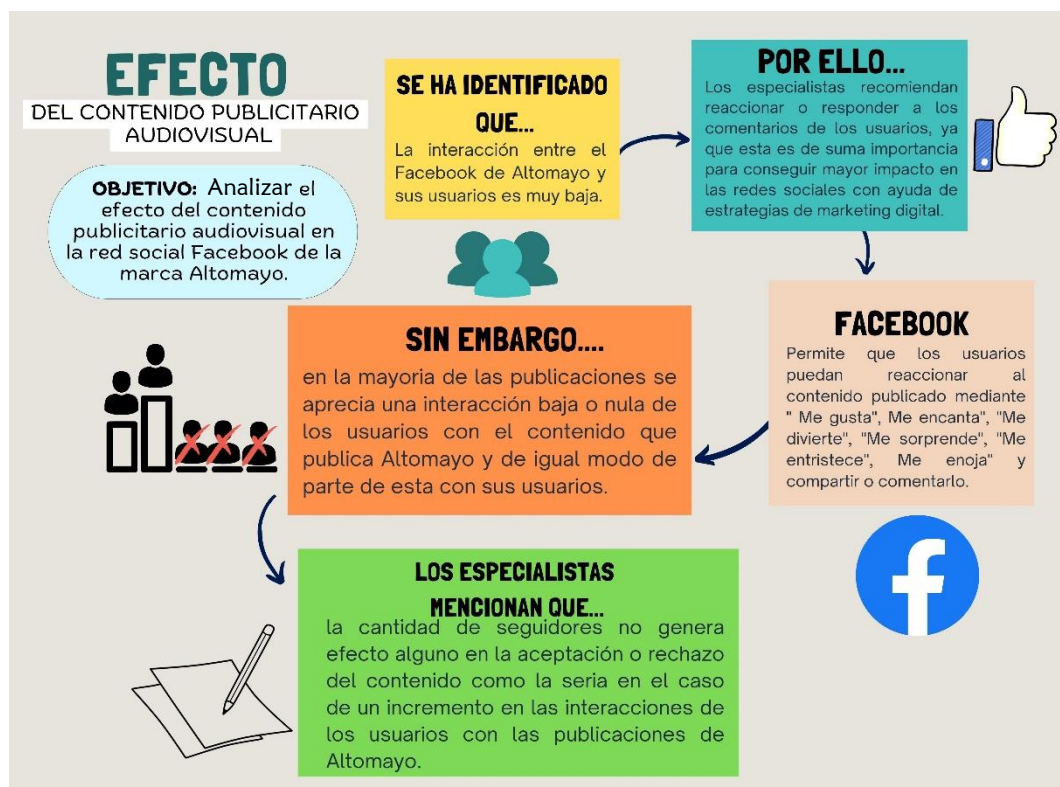 EFECTO
DEL CONTENIDO PUBLICITARIO
AUDIOVISUAL
OBJETIVO: Analizar el
efecto del contenido
publicitario audiovisual en
la red social Facebook de la
marca Altomayo.
SE HA IDENTIFICADO
QUE...
La interacción entre el
Facebook de Altomayo y
sus usuarios es muy baja.
POR ELLO...
Los especialistas recomiendan
reaccionar o responder a los
comentarios de los usuarios, ya
que esta es de suma importancia
para conseguir mayor impacto en
las redes sociales con ayuda de
estrategias de marketing digital.
FACEBOOK
Permite que los usuarios
puedan reaccionar al
contenido publicado mediante
" Me gusta", Me encanta", "Me
divierte", "Me sorprende", "Me
entristece", Me enoja" y
compartir o comentarlo.
SIN EMBARGO....
en la mayoria de las publicaciones se
aprecia una interacción baja o nula de
los usuarios con el contenido que
publica Altomayo y de igual modo de
parte de esta con sus usuarios.
LOS ESPECIALISTAS
MENCIONAN QUE...
la cantidad de seguidores no genera
efecto alguno en la aceptación o rechazo
del contenido como la seria en el caso
de un incremento en las interacciones de
los usuarios con las publicaciones de
Altomayo.